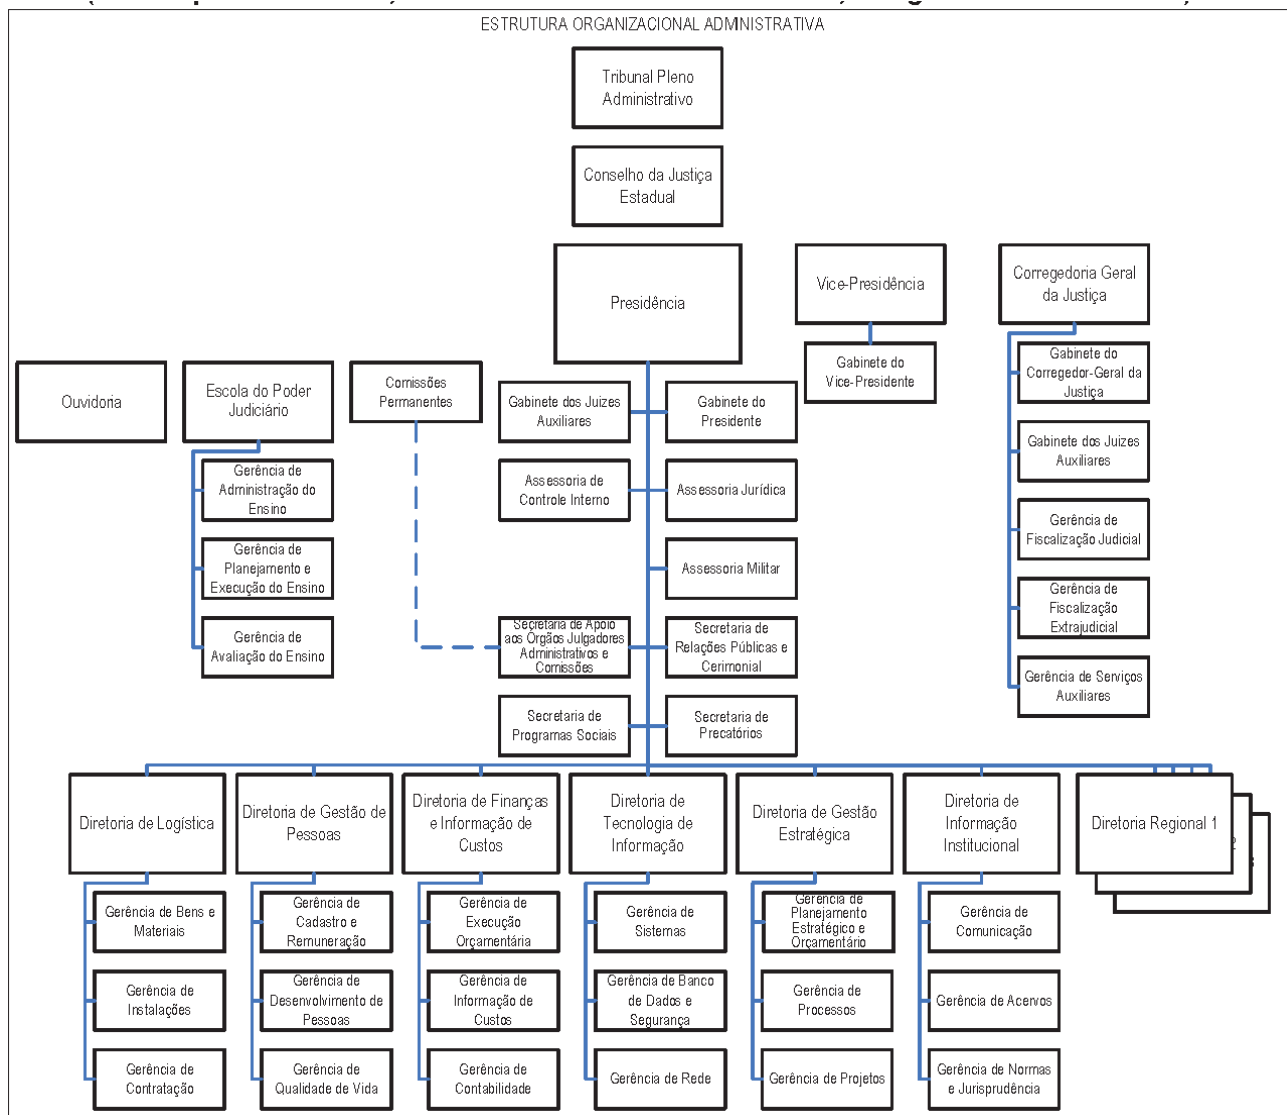 ESTRUTURA ORGANIZACIONAL ADMINISTRATIVA
Tribunal Pleno
Administrativo
Conselho da Justiça
Estadual
Presidência
Vice-Presidência
Corregedoria Geral
da Justiça
Gabinete do
Vice-Presidente
Gabinete do
Corregedor-Geral da
Justiça
Gabinete dos Juizes
Auxiliares
Gerência de
Fiscalização Judicial
Gerência de
Fiscalização
Extrajudicial
Gerência de Serviços
Auxiliares
Ouvidoria
Escola do Poder
Judiciário
Gerência de
Administração do
Ensino
Gerência de
Planejamento e
Execução do Ensino
Gerência de
Avaliação do Ensino
Comissões
Permanentes
Gabinete dos Juizes
Auxiliares
Gabinete do
Presidente
Assessoria de
Controle Interno
Assessoria Jurídica
Assessoria Militar
Secretaria de Apoio
aos Órgãos Julgadores
Administrativos e
Comissões
Secretaria de
Relações Públicas e
Cerimonial
Secretaria de
Programas Sociais
Secretaria de
Precatórios
Diretoria de Logística
Gerência de Bens e
Materiais
Gerência de
Instalações
Gerência de
Contratação
Diretoria de Gestão de
Pessoas
Gerência de
Cadastro e
Remuneração
Gerência de
Desenvolvimento de
Pessoas
Gerência de
Qualidade de Vida
Diretoria de Finanças
e Informação de
Custos
Gerência de
Execução
Orçamentária
Gerência de
Informação de
Custos
Gerência de
Contabilidade
Diretoria de
Tecnologia de
Informação
Gerência de
Sistemas
Gerência de Banco
de Dados e
Segurança
Gerência de Rede
Diretoria de Gestão
Estratégica
Gerência de
Planejamento
Estratégico e
Orçamentário
Gerência de
Processos
Gerência de Projetos
Diretoria de
Informação
Institucional
Gerência de
Comunicação
Gerência de Acervos
Gerência de Normas
e Jurisprudência
Diretoria Regional 1
2